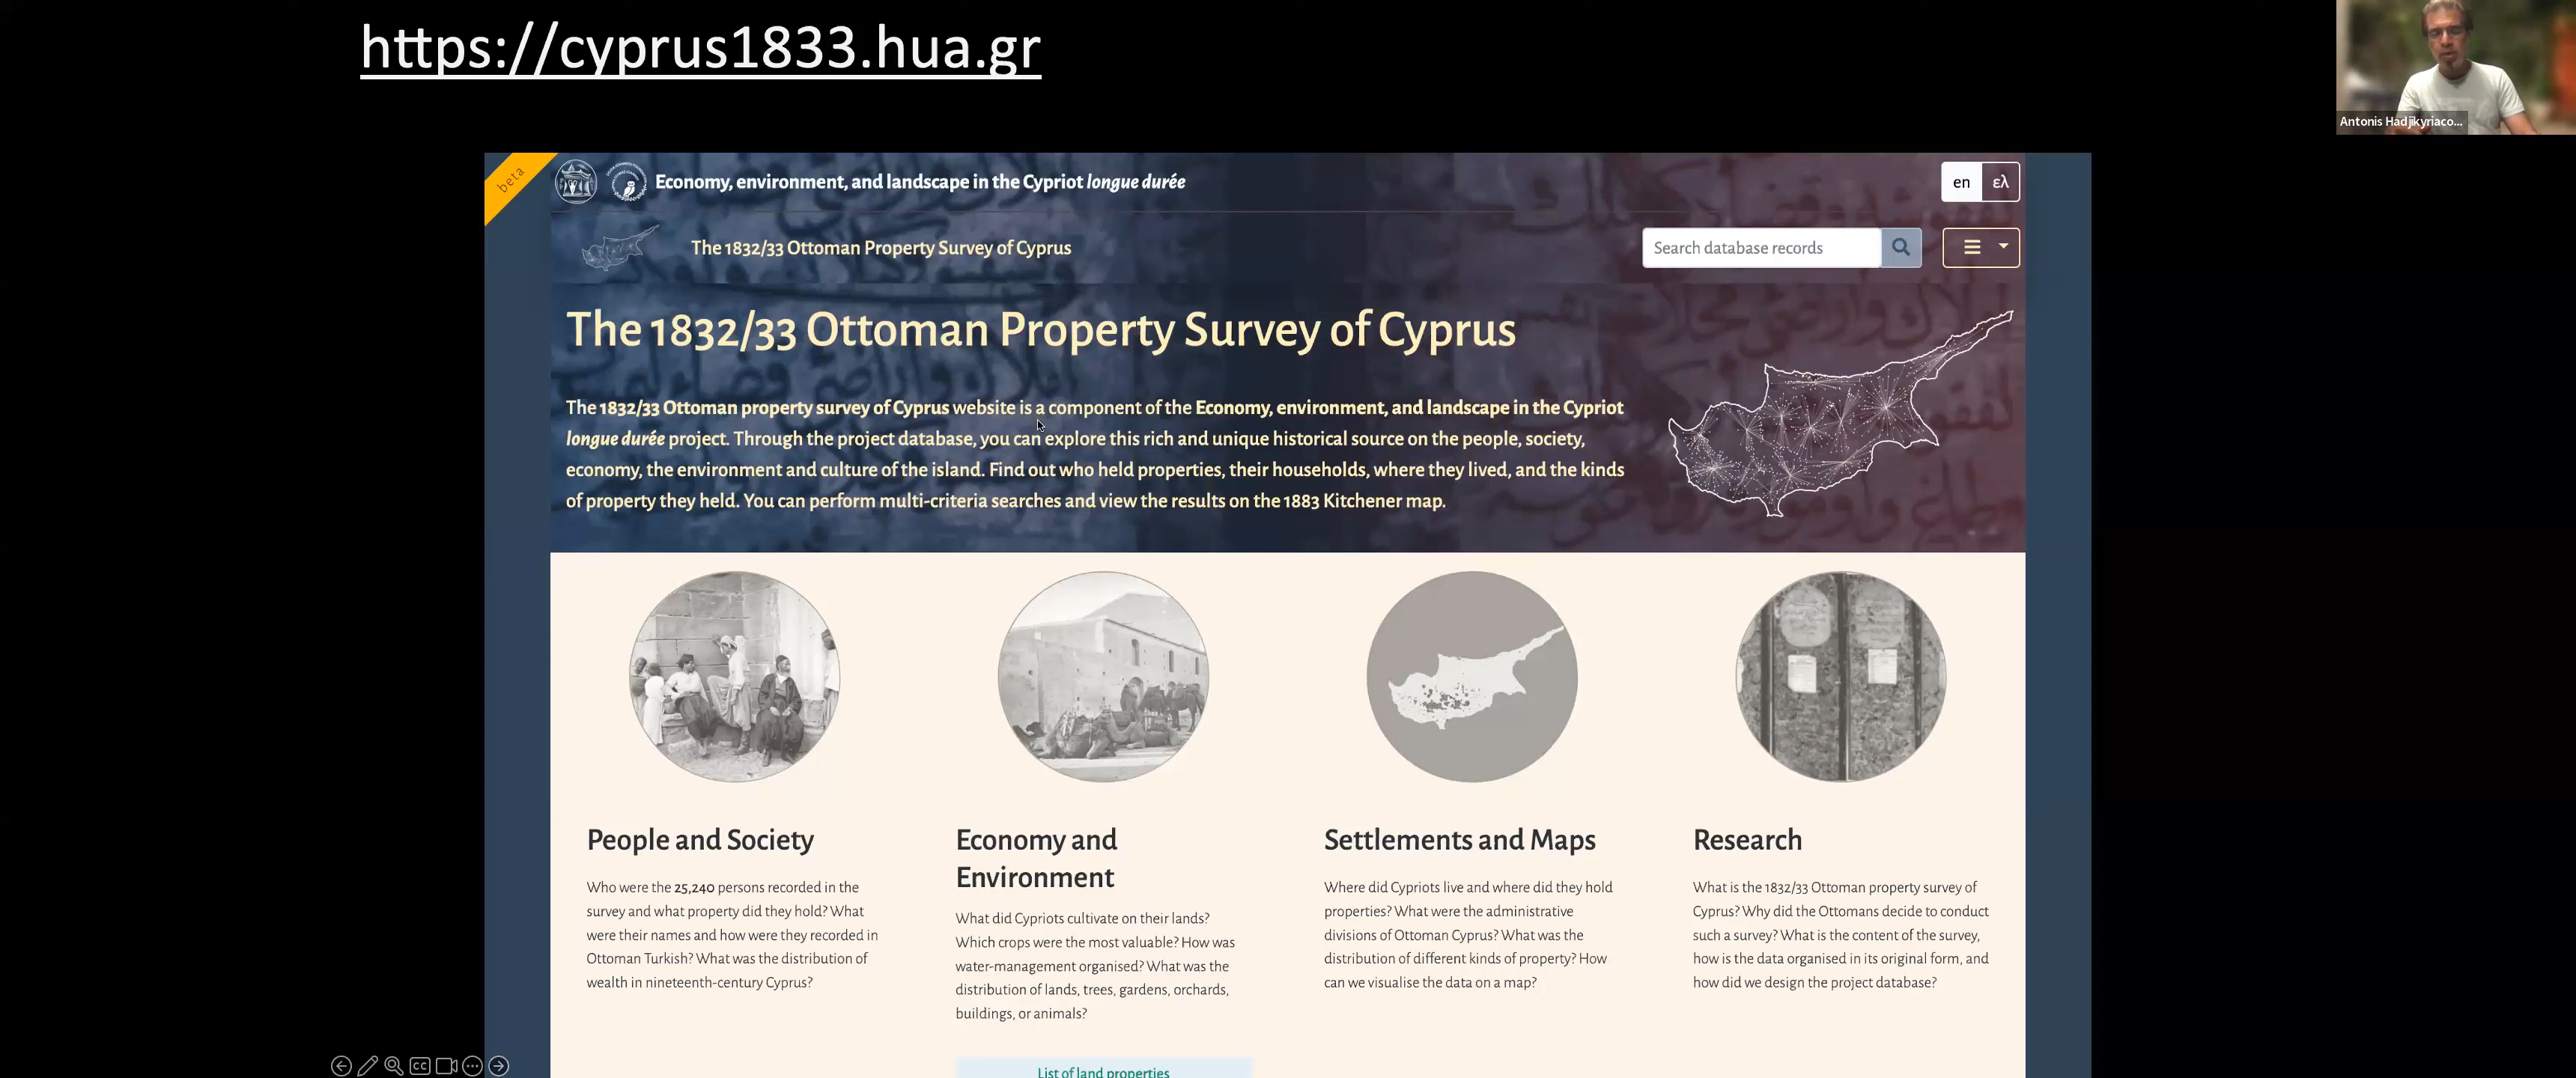 https://cyprus1833.hua.gr
Antonis Hadjikyriaco...
beta
Economy, environment, and landscape in the Cypriot longue durée
en ελ
The 1832/33 Ottoman Property Survey of Cyprus
Search database records
The 1832/33 Ottoman Property Survey of Cyprus
The 1832/33 Ottoman property survey of Cyprus website is a component of the Economy, environment, and landscape in the Cypriot
longue durée project. Through the project database, you can explore this rich and unique historical source on the people, society,
economy, the environment and culture of the island. Find out who held properties, their households, where they lived, and the kinds
of property they held. You can perform multi-criteria searches and view the results on the 1883 Kitchener map.
People and Society
Who were the 25,240 persons recorded in the
survey and what property did they hold? What
were their names and how were they recorded in
Ottoman Turkish? What was the distribution of
wealth in nineteenth-century Cyprus?
Economy and
Environment
What did Cypriots cultivate on their lands?
Which crops were the most valuable? How was
water-management organised? What was the
distribution of lands, trees, gardens, orchards,
buildings, or animals?
List of land properties
Settlements and Maps
Where did Cypriots live and where did they hold
properties? What were the administrative
divisions of Ottoman Cyprus? What was the
distribution of different kinds of property? How
can we visualise the data on a map?
Research
What is the 1832/33 Ottoman property survey of
Cyprus? Why did the Ottomans decide to conduct
such a survey? What is the content of the survey,
how is the data organised in its original form, and
how did we design the project database?
CC